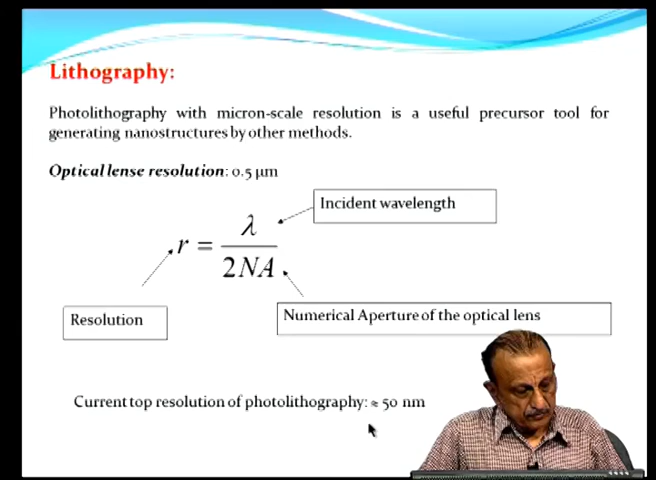 Lithography:
Photolithography with micron-scale resolution is a useful precursor tool for
generating nanostructures by other methods.
Optical lense resolution: 0.5 μm
Incident wavelength
r = λ / 2NA
Resolution
Numerical Aperture of the optical lens
Current top resolution of photolithography: ≈ 50 nm